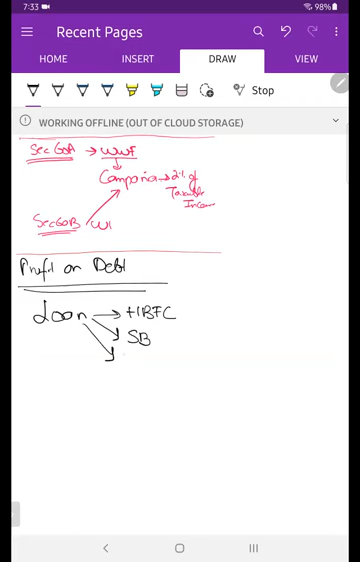 7:33
98%
Recent Pages
HOME INSERT DRAW VIEW
Stop
WORKING OFFLINE (OUT OF CLOUD STORAGE)
Sec 60A → WWF
Companies → 2% of
Taxable
Income
Sec 60B WI
Profit on Debt
Loan → HBFC
SB